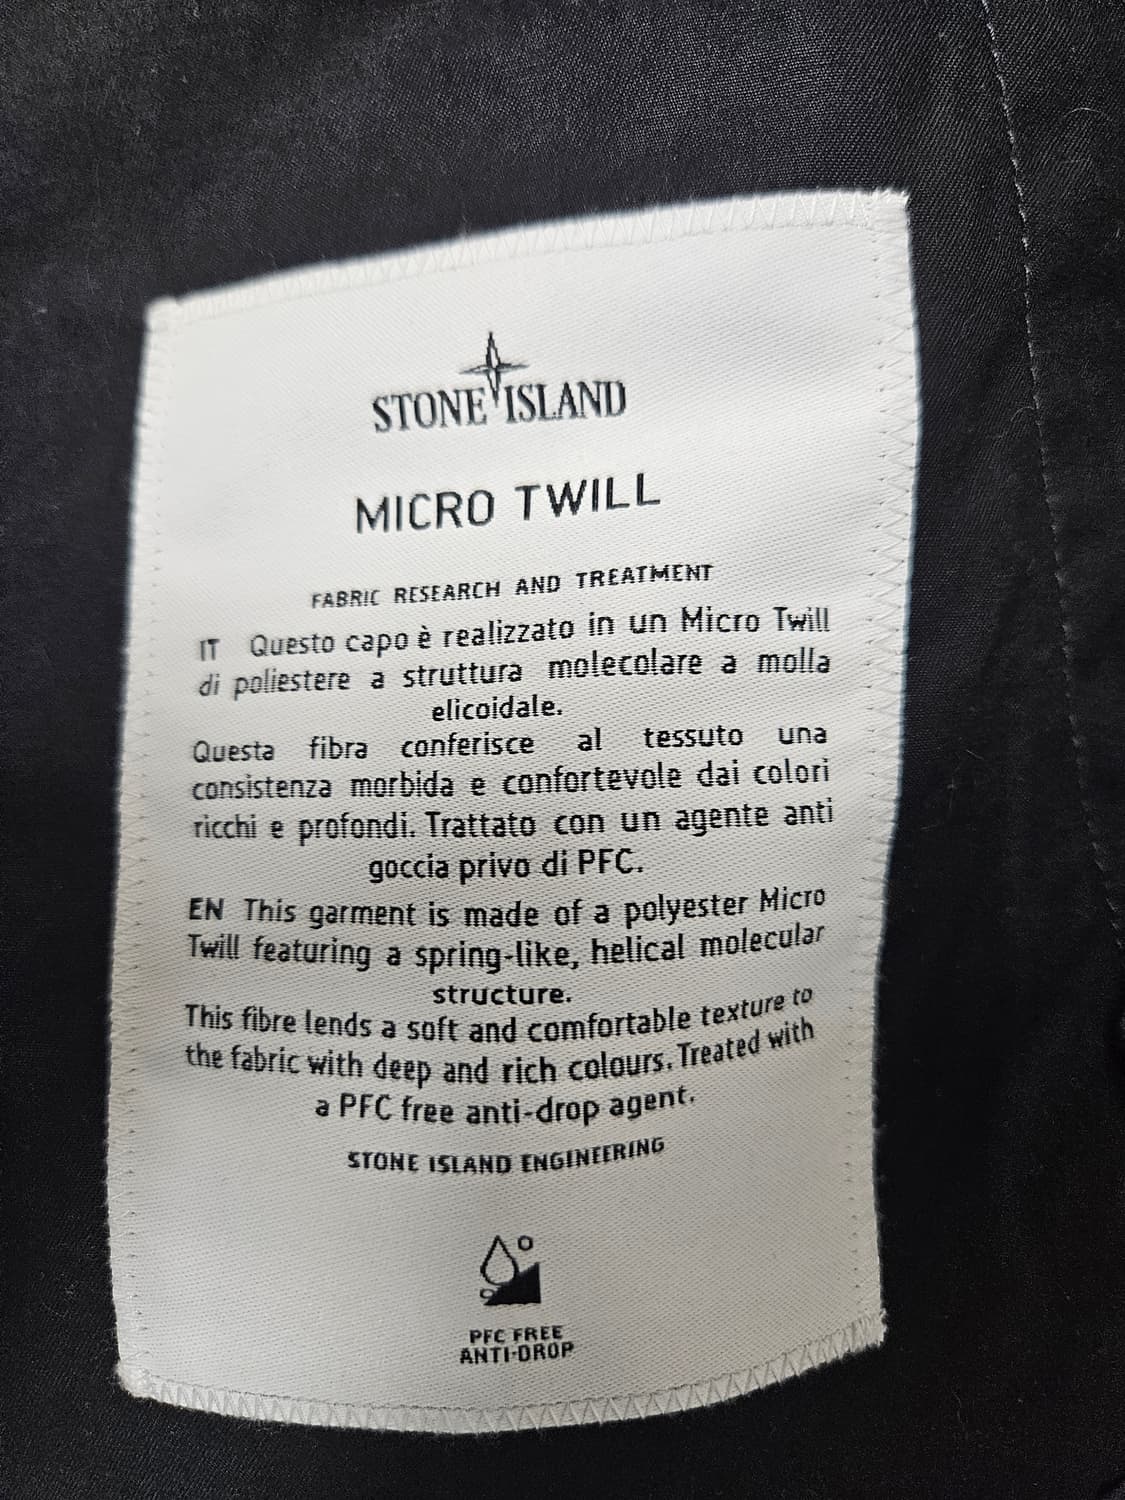 STONE ISLAND
MICRO TWILL
FABRIC RESEARCH AND TREATMENT
IT Questo capo è realizzato in un Micro Twill
di poliestere a struttura molecolare a molla
elicoidale.
Questa fibra conferisce al tessuto una
consistenza morbida e confortevole dai colori
ricchi e profondi. Trattato con un agente anti
goccia privo di PFC.
EN This garment is made of a polyester Micro
Twill featuring a spring-like, helical molecular
structure.
This fibre lends a soft and comfortable texture to
the fabric with deep and rich colours. Treated with
a PFC free anti-drop agent.
STONE ISLAND ENGINEERING
PFC FREE
ANTI-DROP